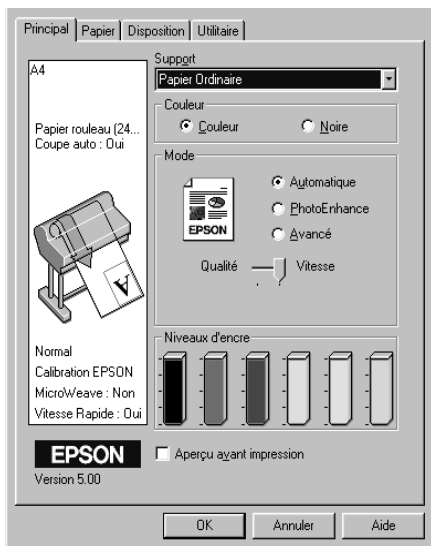 Principal Papier Disposition Utilitaire
A4
Papier rouleau (24...
Coupe auto : Oui
A
Normal
Calibration EPSON
MicroWeave : Non
Vitesse Rapide : Oui
EPSON
Version 5.00
Support
Papier Ordinaire
Couleur
Couleur Noire
Mode
EPSON
Automatique
PhotoEnhance
Avancé
Qualité Vitesse
Niveaux d'encre
Aperçu avant impression
OK Annuler Aide